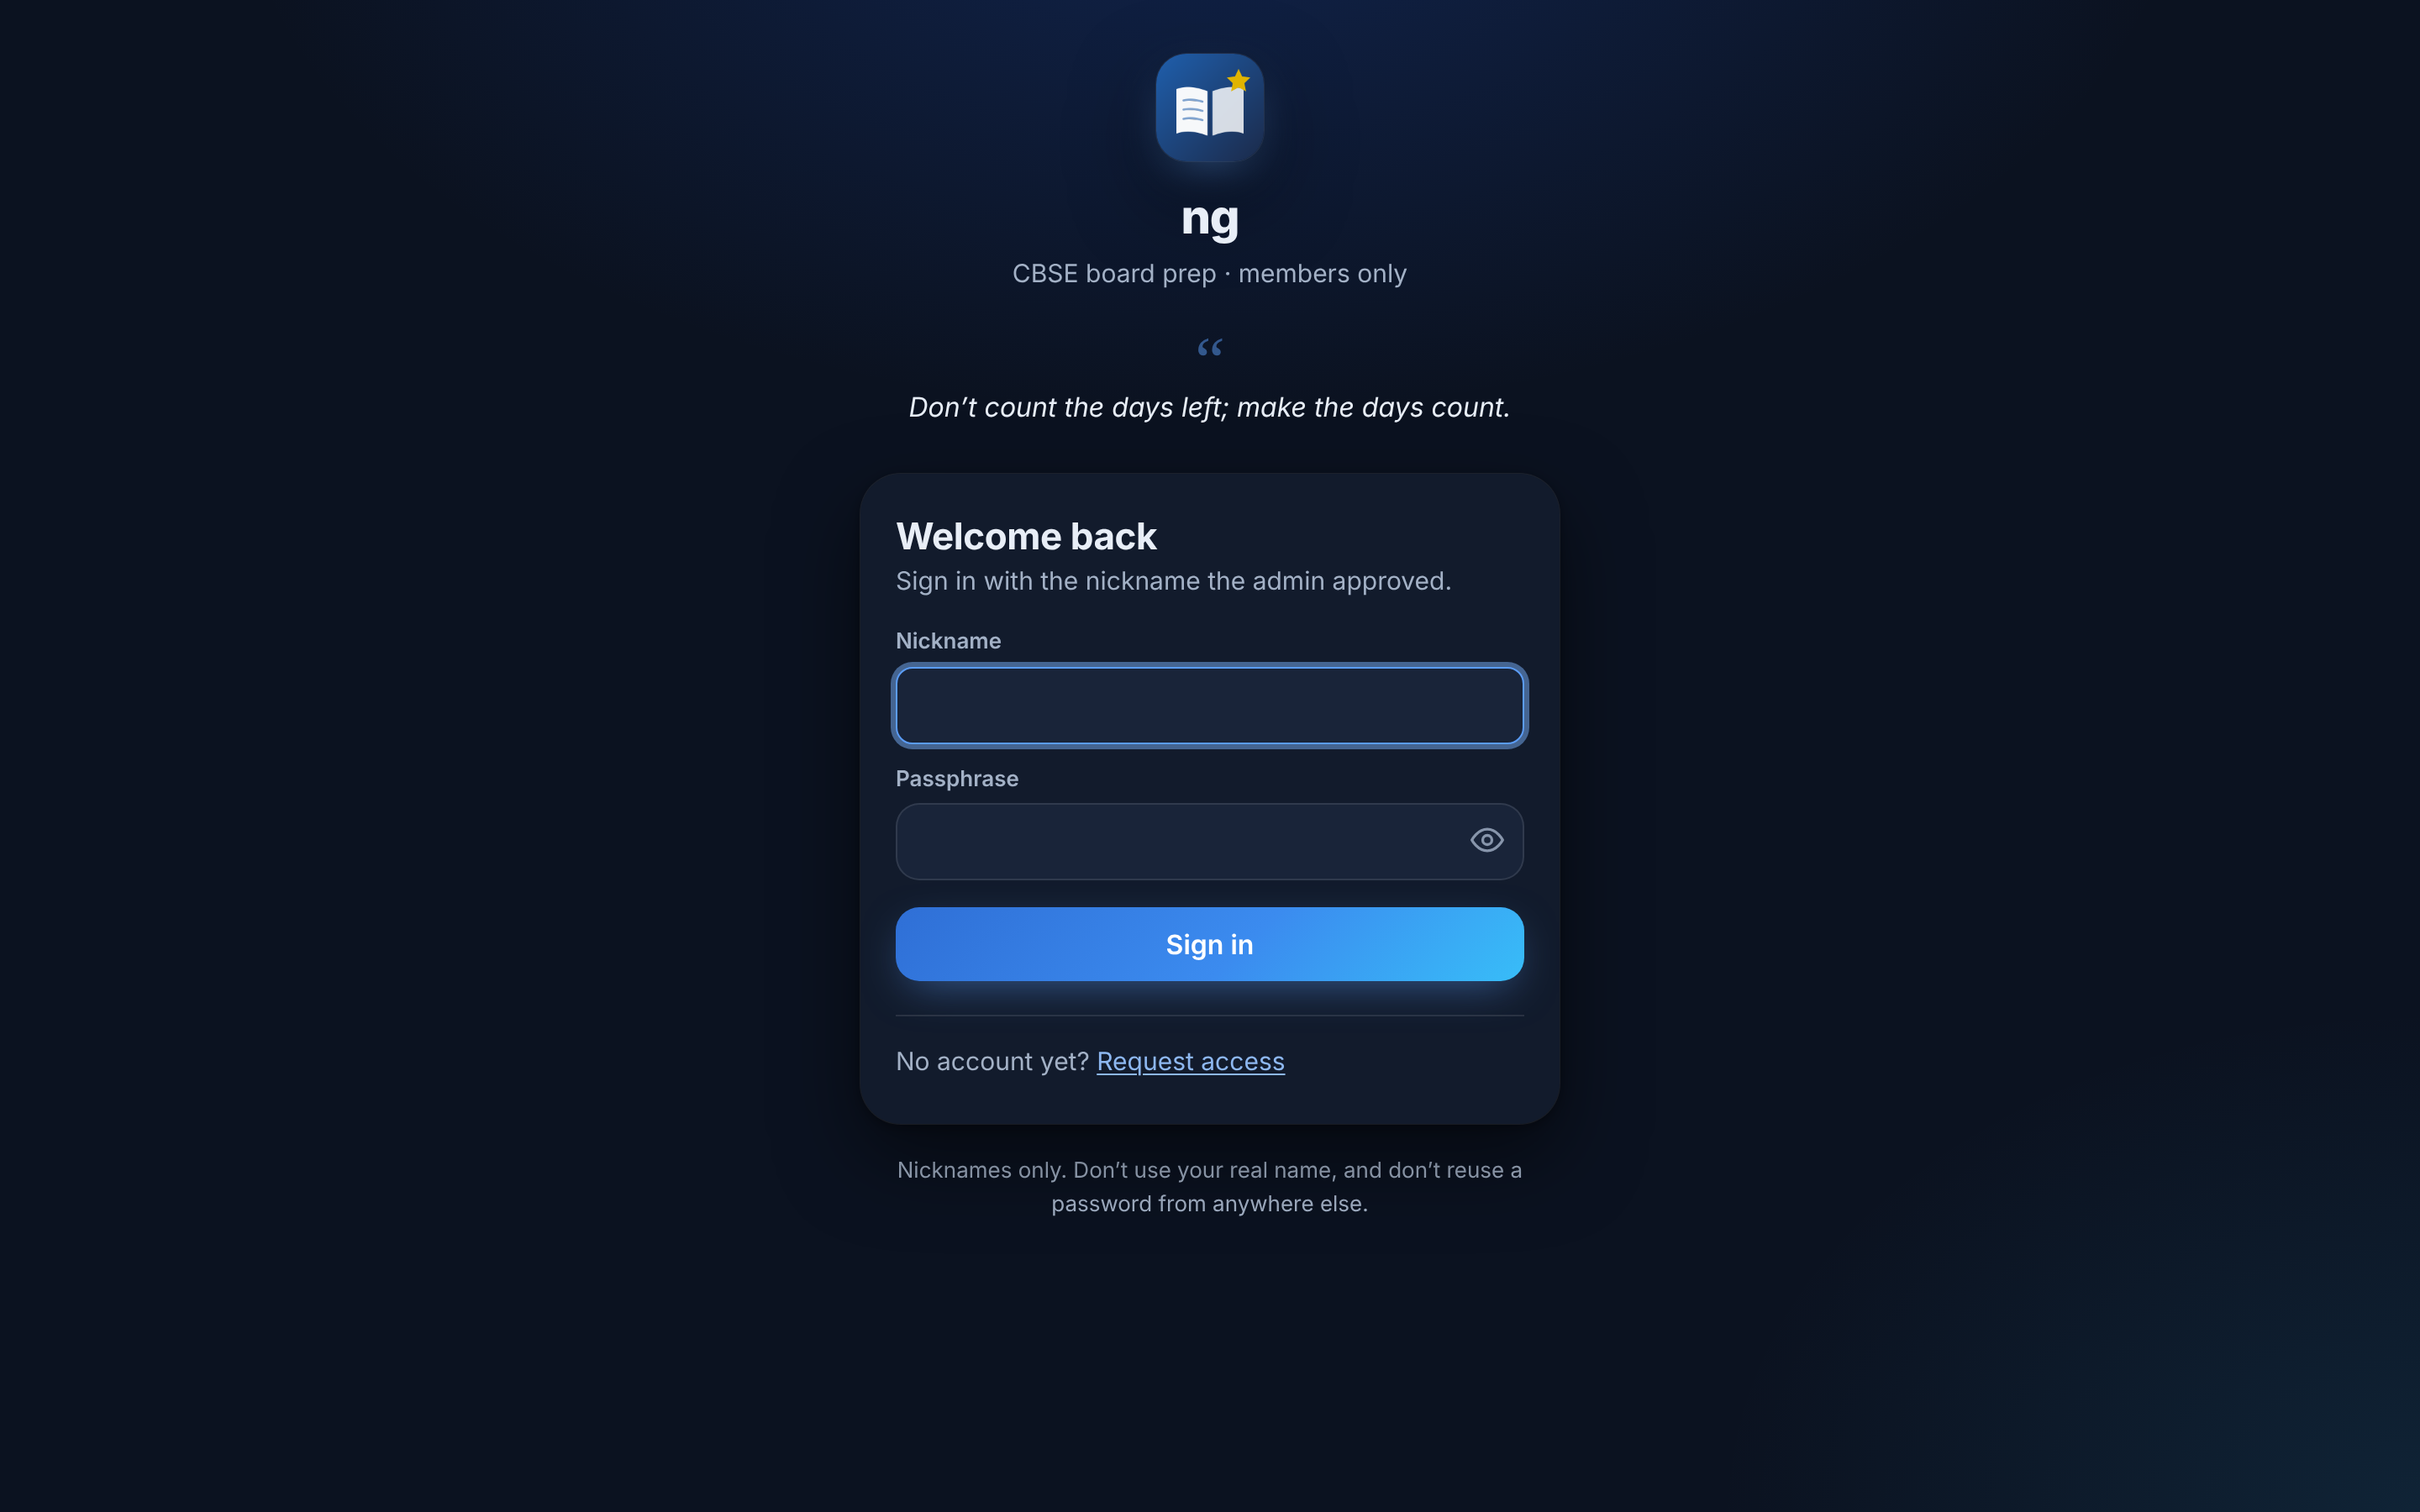 ng
CBSE board prep · members only
“
Don’t count the days left; make the days count.
Welcome back
Sign in with the nickname the admin approved.
Nickname
Passphrase
Sign in
No account yet? Request access
Nicknames only. Don’t use your real name, and don’t reuse a
password from anywhere else.